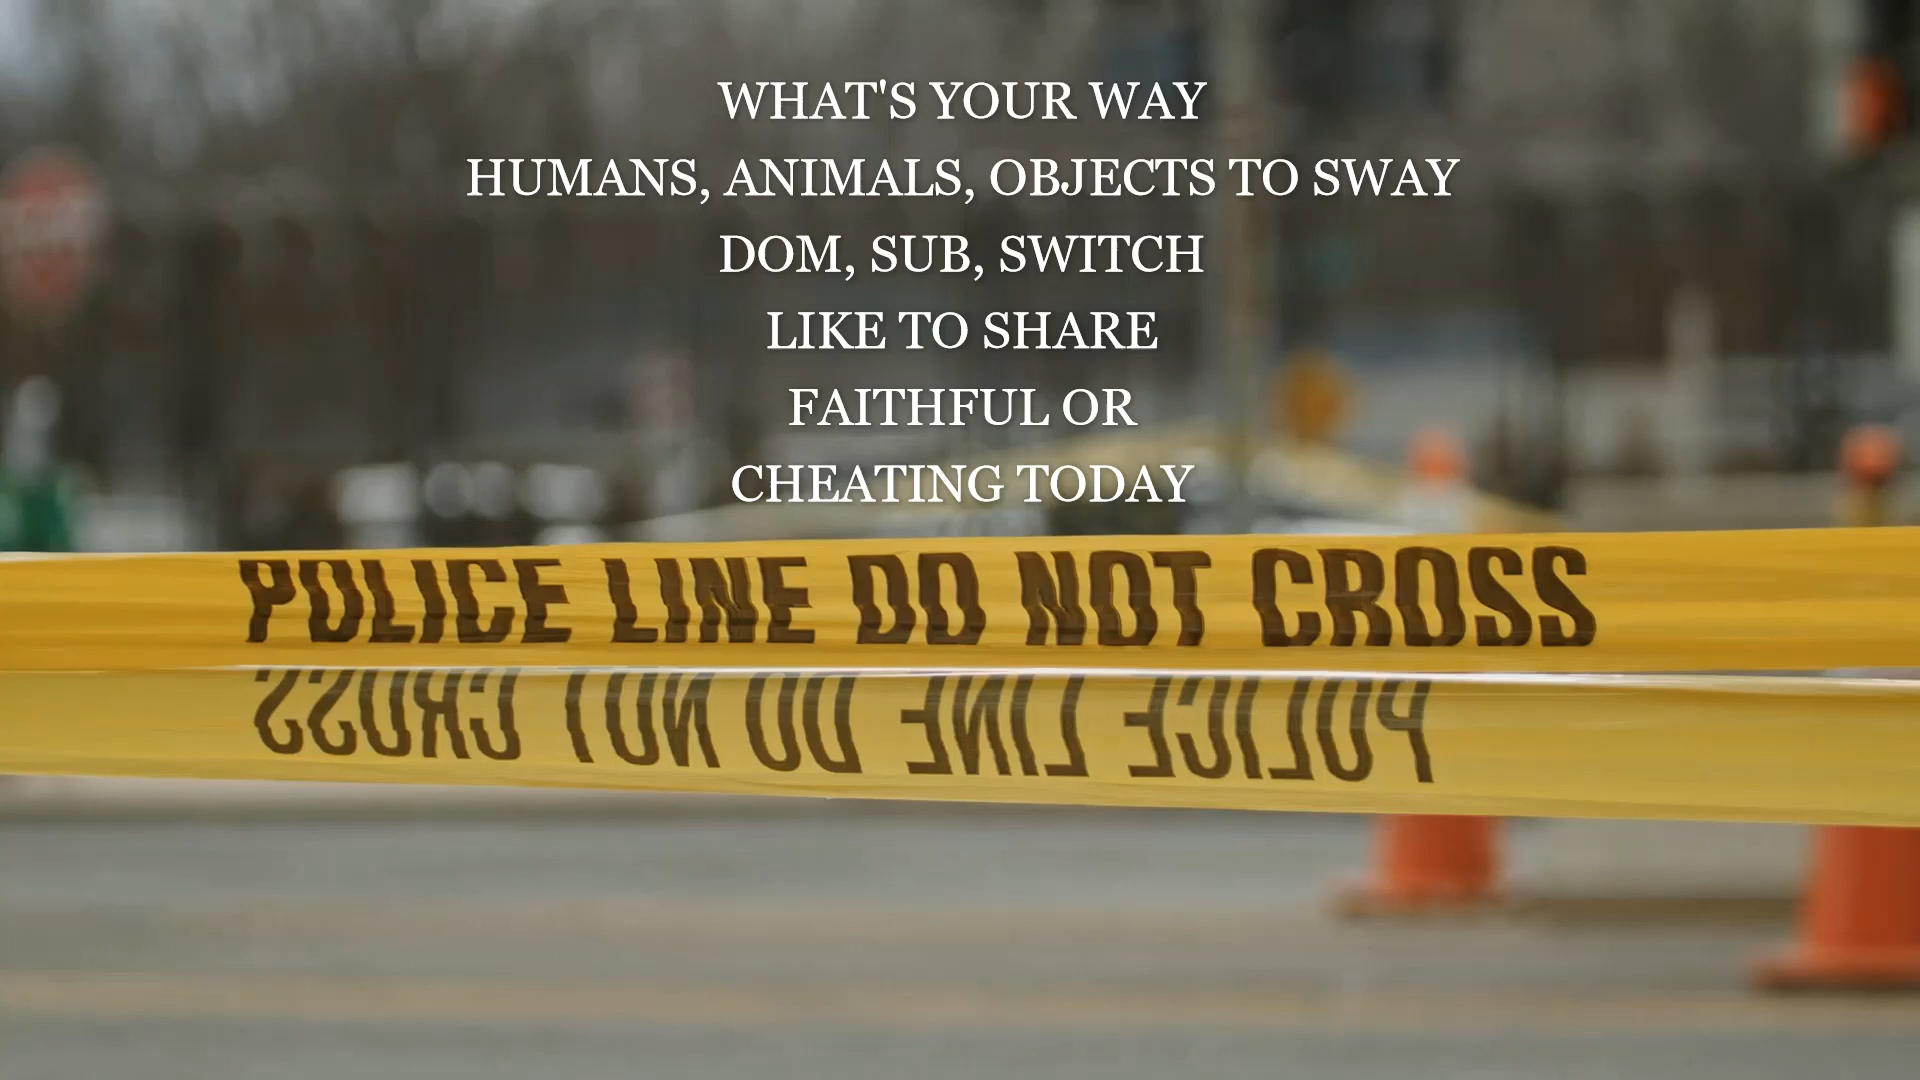 WHAT'S YOUR WAY
HUMANS, ANIMALS, OBJECTS TO SWAY
DOM, SUB, SWITCH
LIKE TO SHARE
FAITHFUL OR
CHEATING TODAY
POLICE LINE DO NOT CROSS
POLICE LINE DO NOT CROSS